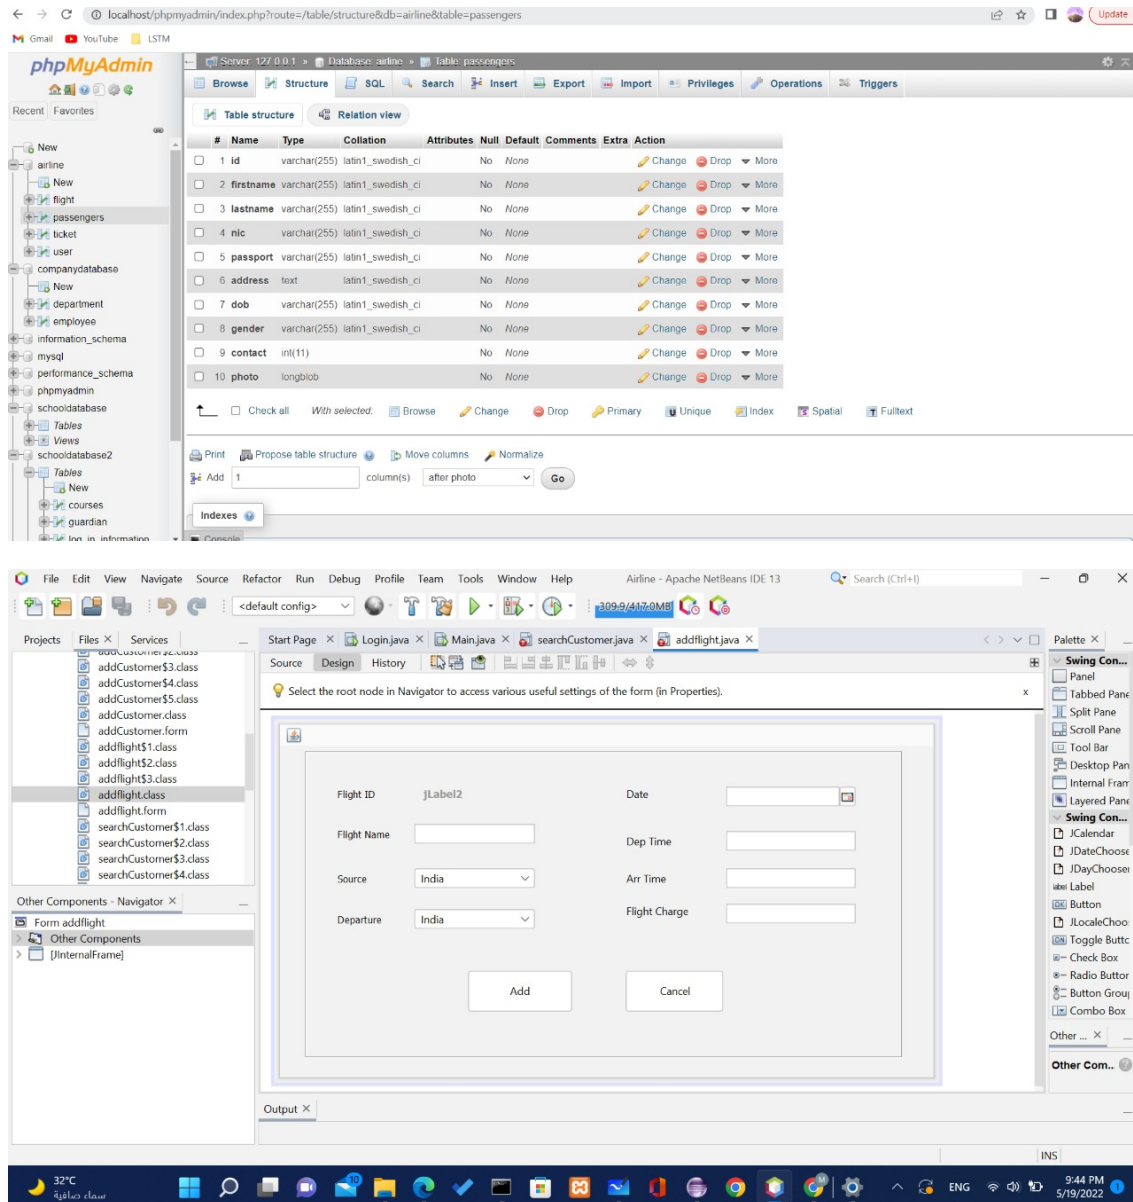 localhost/phpmyadmin/index.php?route=/table/structure&db=airline&table=passengers
Update
Gmail YouTube LSTM
phpMyAdmin
Recent Favorites
New
airline
New
flight
passengers
ticket
user
companydatabase
New
department
employee
information_schema
mysql
performance_schema
phpmyadmin
schooldatabase
Tables
Views
schooldatabase2
Tables
New
courses
guardian
log_in_information
Server: 127.0.0.1 » Database: airline » Table: passengers
Browse Structure SQL Search Insert Export Import Privileges Operations Triggers
Table structure Relation view
# Name Type Collation Attributes Null Default Comments Extra Action
1 id varchar(255) latin1_swedish_ci No None Change Drop More
2 firstname varchar(255) latin1_swedish_ci No None Change Drop More
3 lastname varchar(255) latin1_swedish_ci No None Change Drop More
4 nic varchar(255) latin1_swedish_ci No None Change Drop More
5 passport varchar(255) latin1_swedish_ci No None Change Drop More
6 address text latin1_swedish_ci No None Change Drop More
7 dob varchar(255) latin1_swedish_ci No None Change Drop More
8 gender varchar(255) latin1_swedish_ci No None Change Drop More
9 contact int(11) No None Change Drop More
10 photo longblob No None Change Drop More
Check all With selected: Browse Change Drop Primary Unique Index Spatial Fulltext
Print Propose table structure Move columns Normalize
Add 1 column(s) after photo Go
Indexes
Console
File Edit View Navigate Source Refactor Run Debug Profile Team Tools Window Help Airline - Apache NetBeans IDE 13 Search (Ctrl+I)
<default config> 309.9/417.0MB
Projects Files Services
addCustomer$2.class
addCustomer$3.class
addCustomer$4.class
addCustomer$5.class
addCustomer.class
addCustomer.form
addflight$1.class
addflight$2.class
addflight$3.class
addflight.class
addflight.form
searchCustomer$1.class
searchCustomer$2.class
searchCustomer$3.class
searchCustomer$4.class
Other Components - Navigator
Form addflight
Other Components
[JInternalFrame]
Start Page Login.java Main.java searchCustomer.java addflight.java
Source Design History
Select the root node in Navigator to access various useful settings of the form (in Properties). x
Flight ID jLabel2 Date
Flight Name Dep Time
Source India Arr Time
Departure India Flight Charge
Add Cancel
Output
Palette
Swing Con...
Panel
Tabbed Pane
Split Pane
Scroll Pane
Tool Bar
Desktop Pan
Internal Fram
Layered Pane
Swing Con...
JCalendar
JDateChoose
JDayChooser
label Label
OK Button
JLocaleChoo
ON Toggle Butto
Check Box
Radio Button
Button Group
Combo Box
Other ...
Other Com...
INS
32°C
سماء صافية
10
ENG
9:44 PM
5/19/2022
1